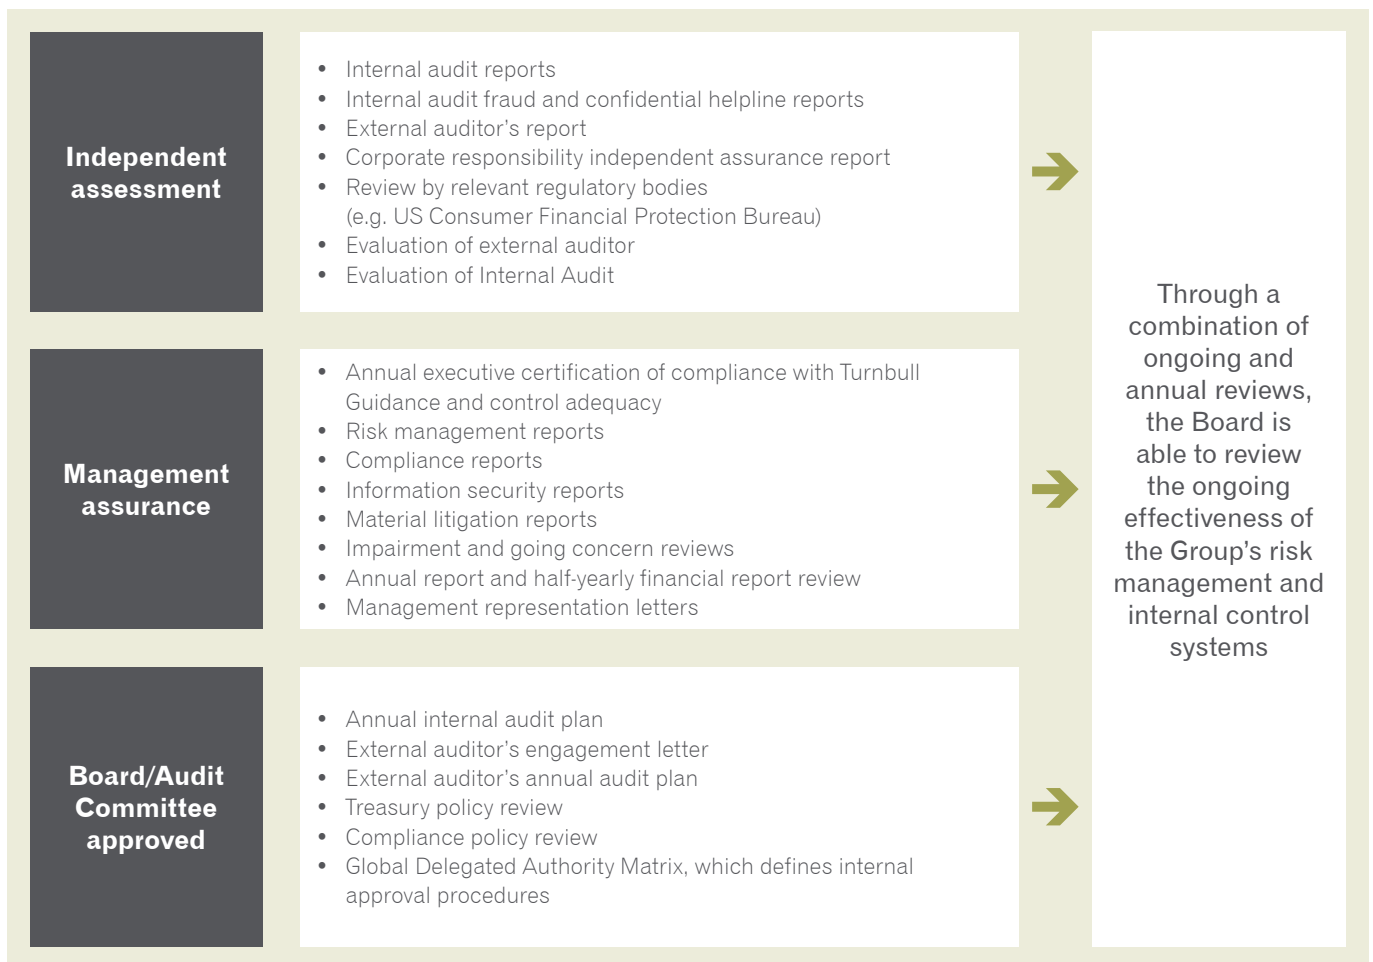 Independent
assessment
• Internal audit reports
• Internal audit fraud and confidential helpline reports
• External auditor’s report
• Corporate responsibility independent assurance report
• Review by relevant regulatory bodies
(e.g. US Consumer Financial Protection Bureau)
• Evaluation of external auditor
• Evaluation of Internal Audit
Management
assurance
• Annual executive certification of compliance with Turnbull
Guidance and control adequacy
• Risk management reports
• Compliance reports
• Information security reports
• Material litigation reports
• Impairment and going concern reviews
• Annual report and half-yearly financial report review
• Management representation letters
Board/Audit
Committee
approved
• Annual internal audit plan
• External auditor’s engagement letter
• External auditor’s annual audit plan
• Treasury policy review
• Compliance policy review
• Global Delegated Authority Matrix, which defines internal
approval procedures
Through a
combination of
ongoing and
annual reviews,
the Board is
able to review
the ongoing
effectiveness of
the Group’s risk
management and
internal control
systems